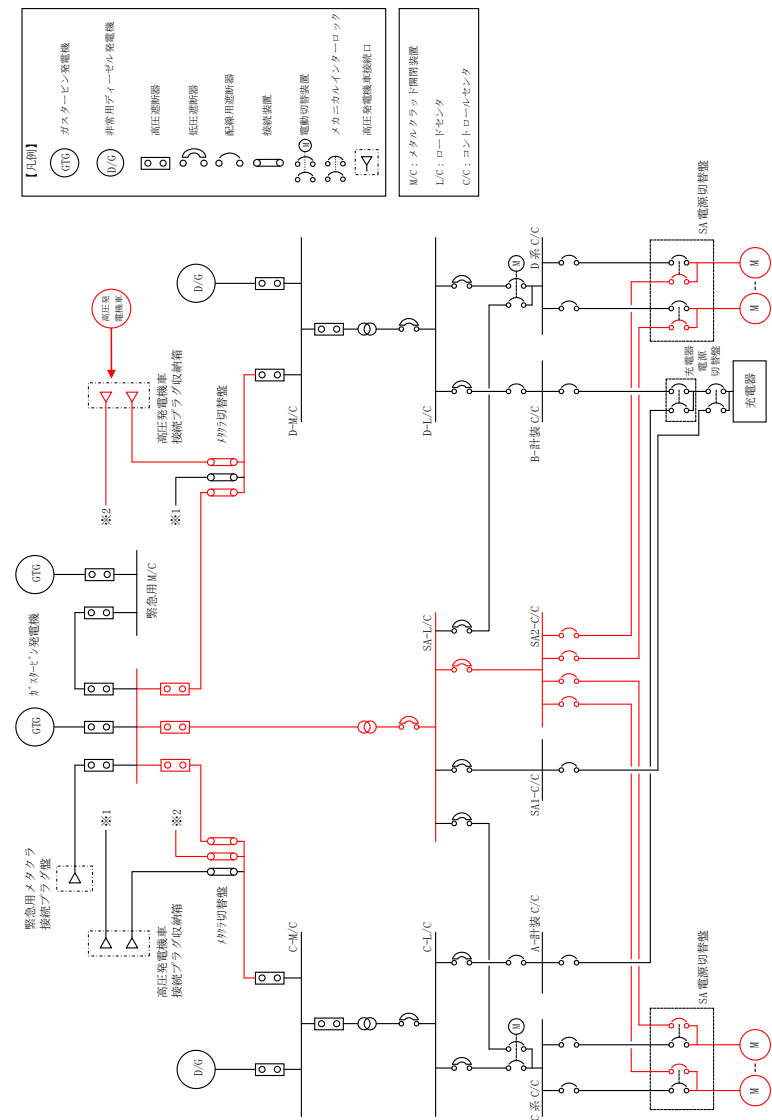 【凡例】
GTG
ガスタービン発電機
D/G
非常用ディーゼル発電機
高圧遮断器
低圧遮断器
配線用遮断器
接続装置
M
電動切替装置
メカニカルインターロック
高圧発電機車接続口
M/C：メタルクラッド開閉装置
L/C：ロードセンタ
C/C：コントロールセンタ
緊急用メタクラ
接続プラグ盤
ｶﾞｽﾀｰﾋﾞﾝ発電機
GTG
GTG
緊急用M/C
高圧発
電機車
高圧発電機車
接続プラグ収納箱
高圧発電機車
接続プラグ収納箱
※1
※2
※2
※1
ﾒﾀｸﾗ切替盤
ﾒﾀｸﾗ切替盤
D/G
D/G
C-M/C
D-M/C
C-L/C
SA-L/C
D-L/C
M
M
C系C/C
A-計装C/C
SA1-C/C
SA2-C/C
B-計装C/C
D系C/C
SA電源切替盤
充電器
電源
切替盤
SA電源切替盤
充電器
M
M
M
M